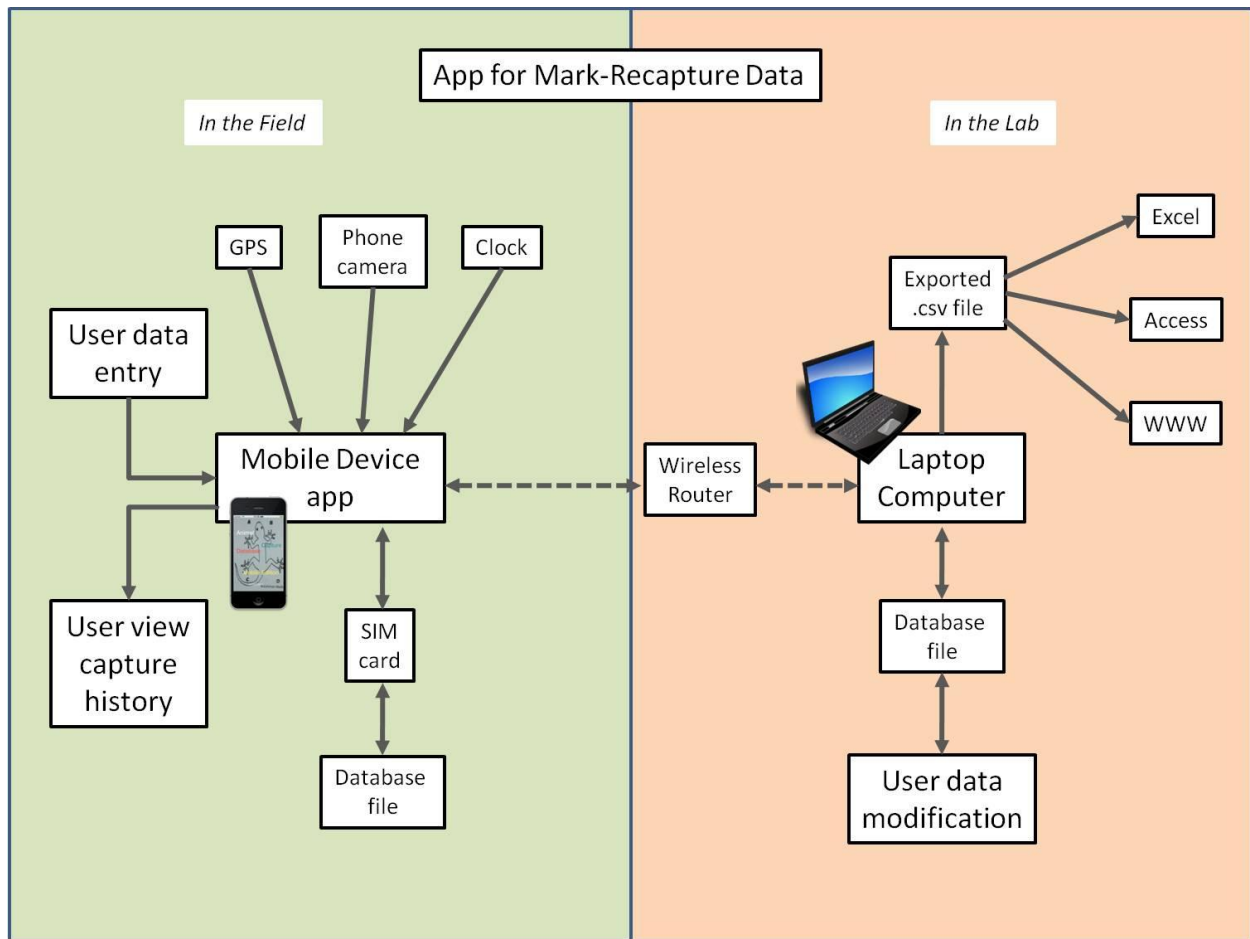 App for Mark-Recapture Data
In the Field
GPS
Phone
camera
Clock
User data
entry
Mobile Device
app
User view
capture
history
SIM
card
Database
file
In the Lab
Excel
Exported
.csv file
Access
WWW
Wireless
Router
Laptop
Computer
Database
file
User data
modification